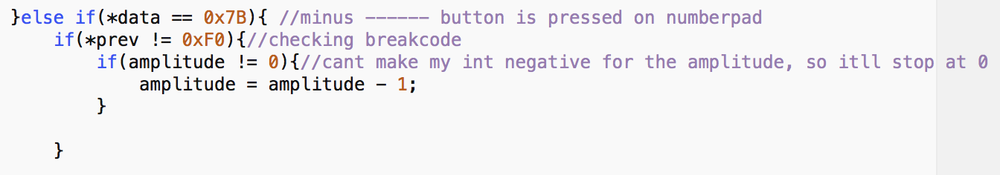 }else if(*data == 0x7B){ //minus ------ button is pressed on numberpad
if(*prev != 0xF0){//checking breakcode
if(amplitude != 0){//cant make my int negative for the amplitude, so itll stop at 0
amplitude = amplitude - 1;
}
}